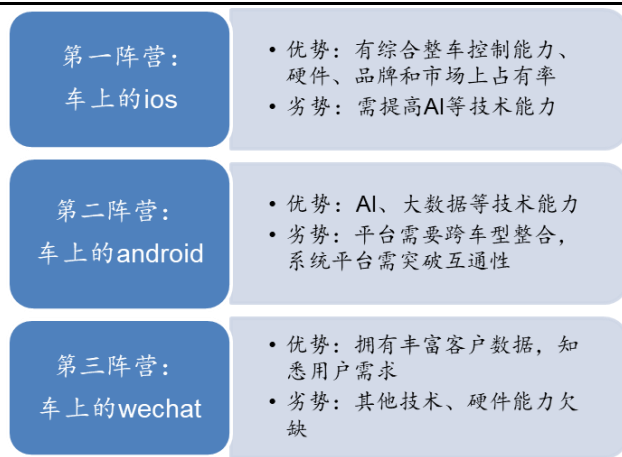 第一阵营：
车上的ios
• 优势：有综合整车控制能力、
硬件、品牌和市场上占有率
• 劣势：需提高AI等技术能力
第二阵营：
车上的android
• 优势：AI、大数据等技术能力
• 劣势：平台需要跨车型整合，
系统平台需突破互通性
第三阵营：
车上的wechat
• 优势：拥有丰富客户数据，知
悉用户需求
• 劣势：其他技术、硬件能力欠
缺